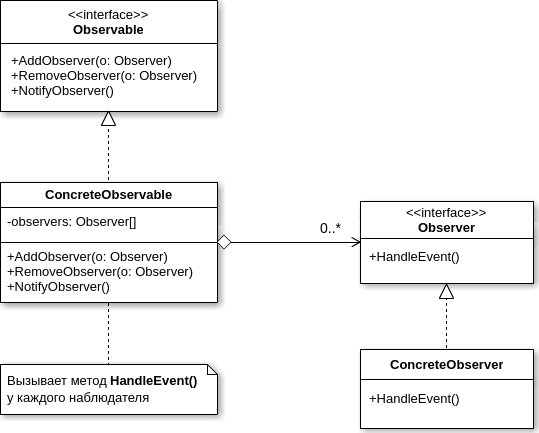 <<interface>>
Observable
+AddObserver(o: Observer)
+RemoveObserver(o: Observer)
+NotifyObserver()
ConcreteObservable
-observers: Observer[]
+AddObserver(o: Observer)
+RemoveObserver(o: Observer)
+NotifyObserver()
0..*
<<interface>>
Observer
+HandleEvent()
Вызывает метод HandleEvent()
у каждого наблюдателя
ConcreteObserver
+HandleEvent()